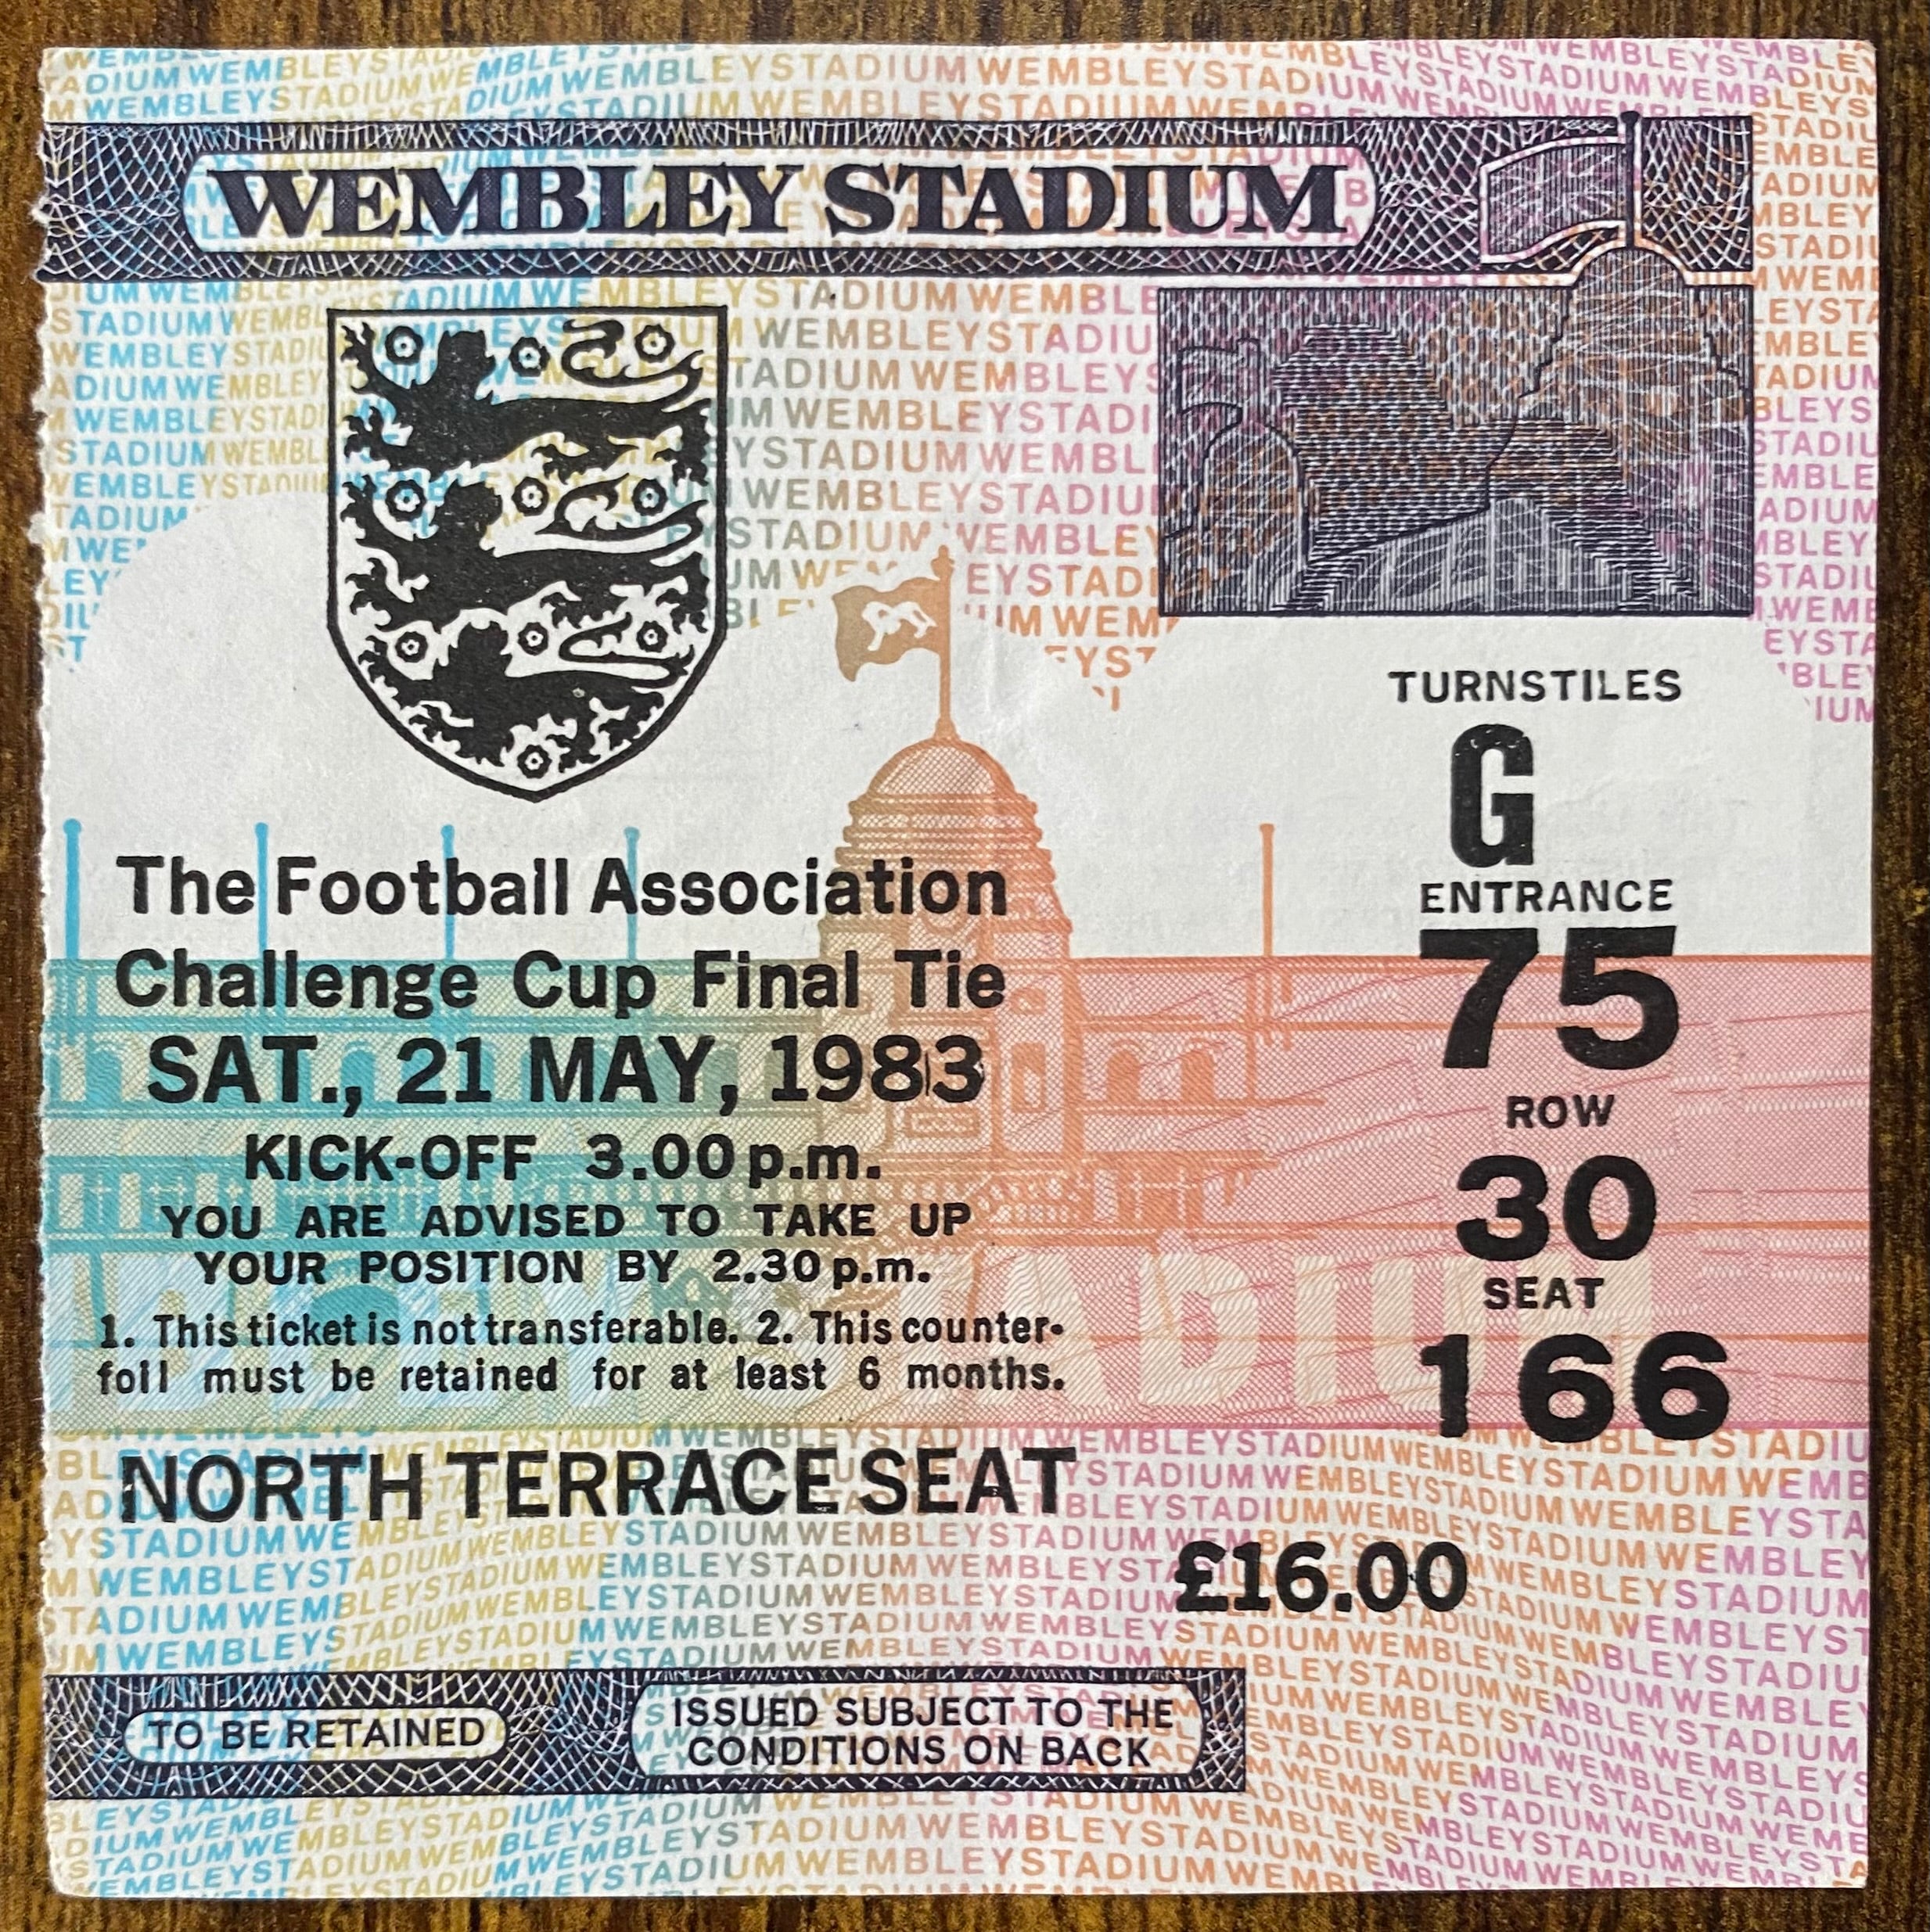 WEMBLEY STADIUM
The Football Association
Challenge Cup Final Tie
SAT., 21 MAY, 1983
KICK-OFF 3.00 p.m.
YOU ARE ADVISED TO TAKE UP
YOUR POSITION BY 2.30 p.m.
1. This ticket is not transferable. 2. This counter-
foil must be retained for at least 6 months.
NORTH TERRACE SEAT
£16.00
TURNSTILES
G
ENTRANCE
75
ROW
30
SEAT
166
TO BE RETAINED
ISSUED SUBJECT TO THE
CONDITIONS ON BACK